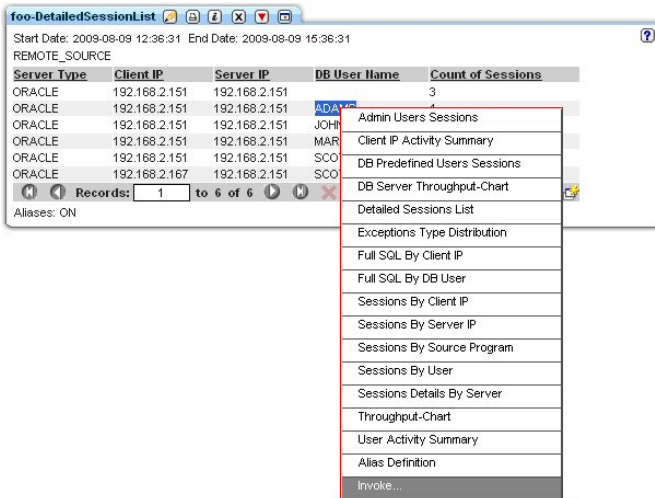 foo-DetailedSessionList
Start Date: 2009-08-09 12:36:31 End Date: 2009-08-09 15:36:31
REMOTE_SOURCE
Server Type Client IP Server IP DB User Name Count of Sessions
ORACLE 192.168.2.151 192.168.2.151 3
ORACLE 192.168.2.151 192.168.2.151
ORACLE 192.168.2.151 192.168.2.151
ORACLE 192.168.2.151 192.168.2.151
ORACLE 192.168.2.151 192.168.2.151
ORACLE 192.168.2.167 192.168.2.151
Records: 1 to 6 of 6
Aliases: ON
Admin Users Sessions
Client IP Activity Summary
DB Predefined Users Sessions
DB Server Throughput-Chart
Detailed Sessions List
Exceptions Type Distribution
Full SQL By Client IP
Full SQL By DB User
Sessions By Client IP
Sessions By Server IP
Sessions By Source Program
Sessions By User
Sessions Details By Server
Throughput-Chart
User Activity Summary
Alias Definition
Invoke...